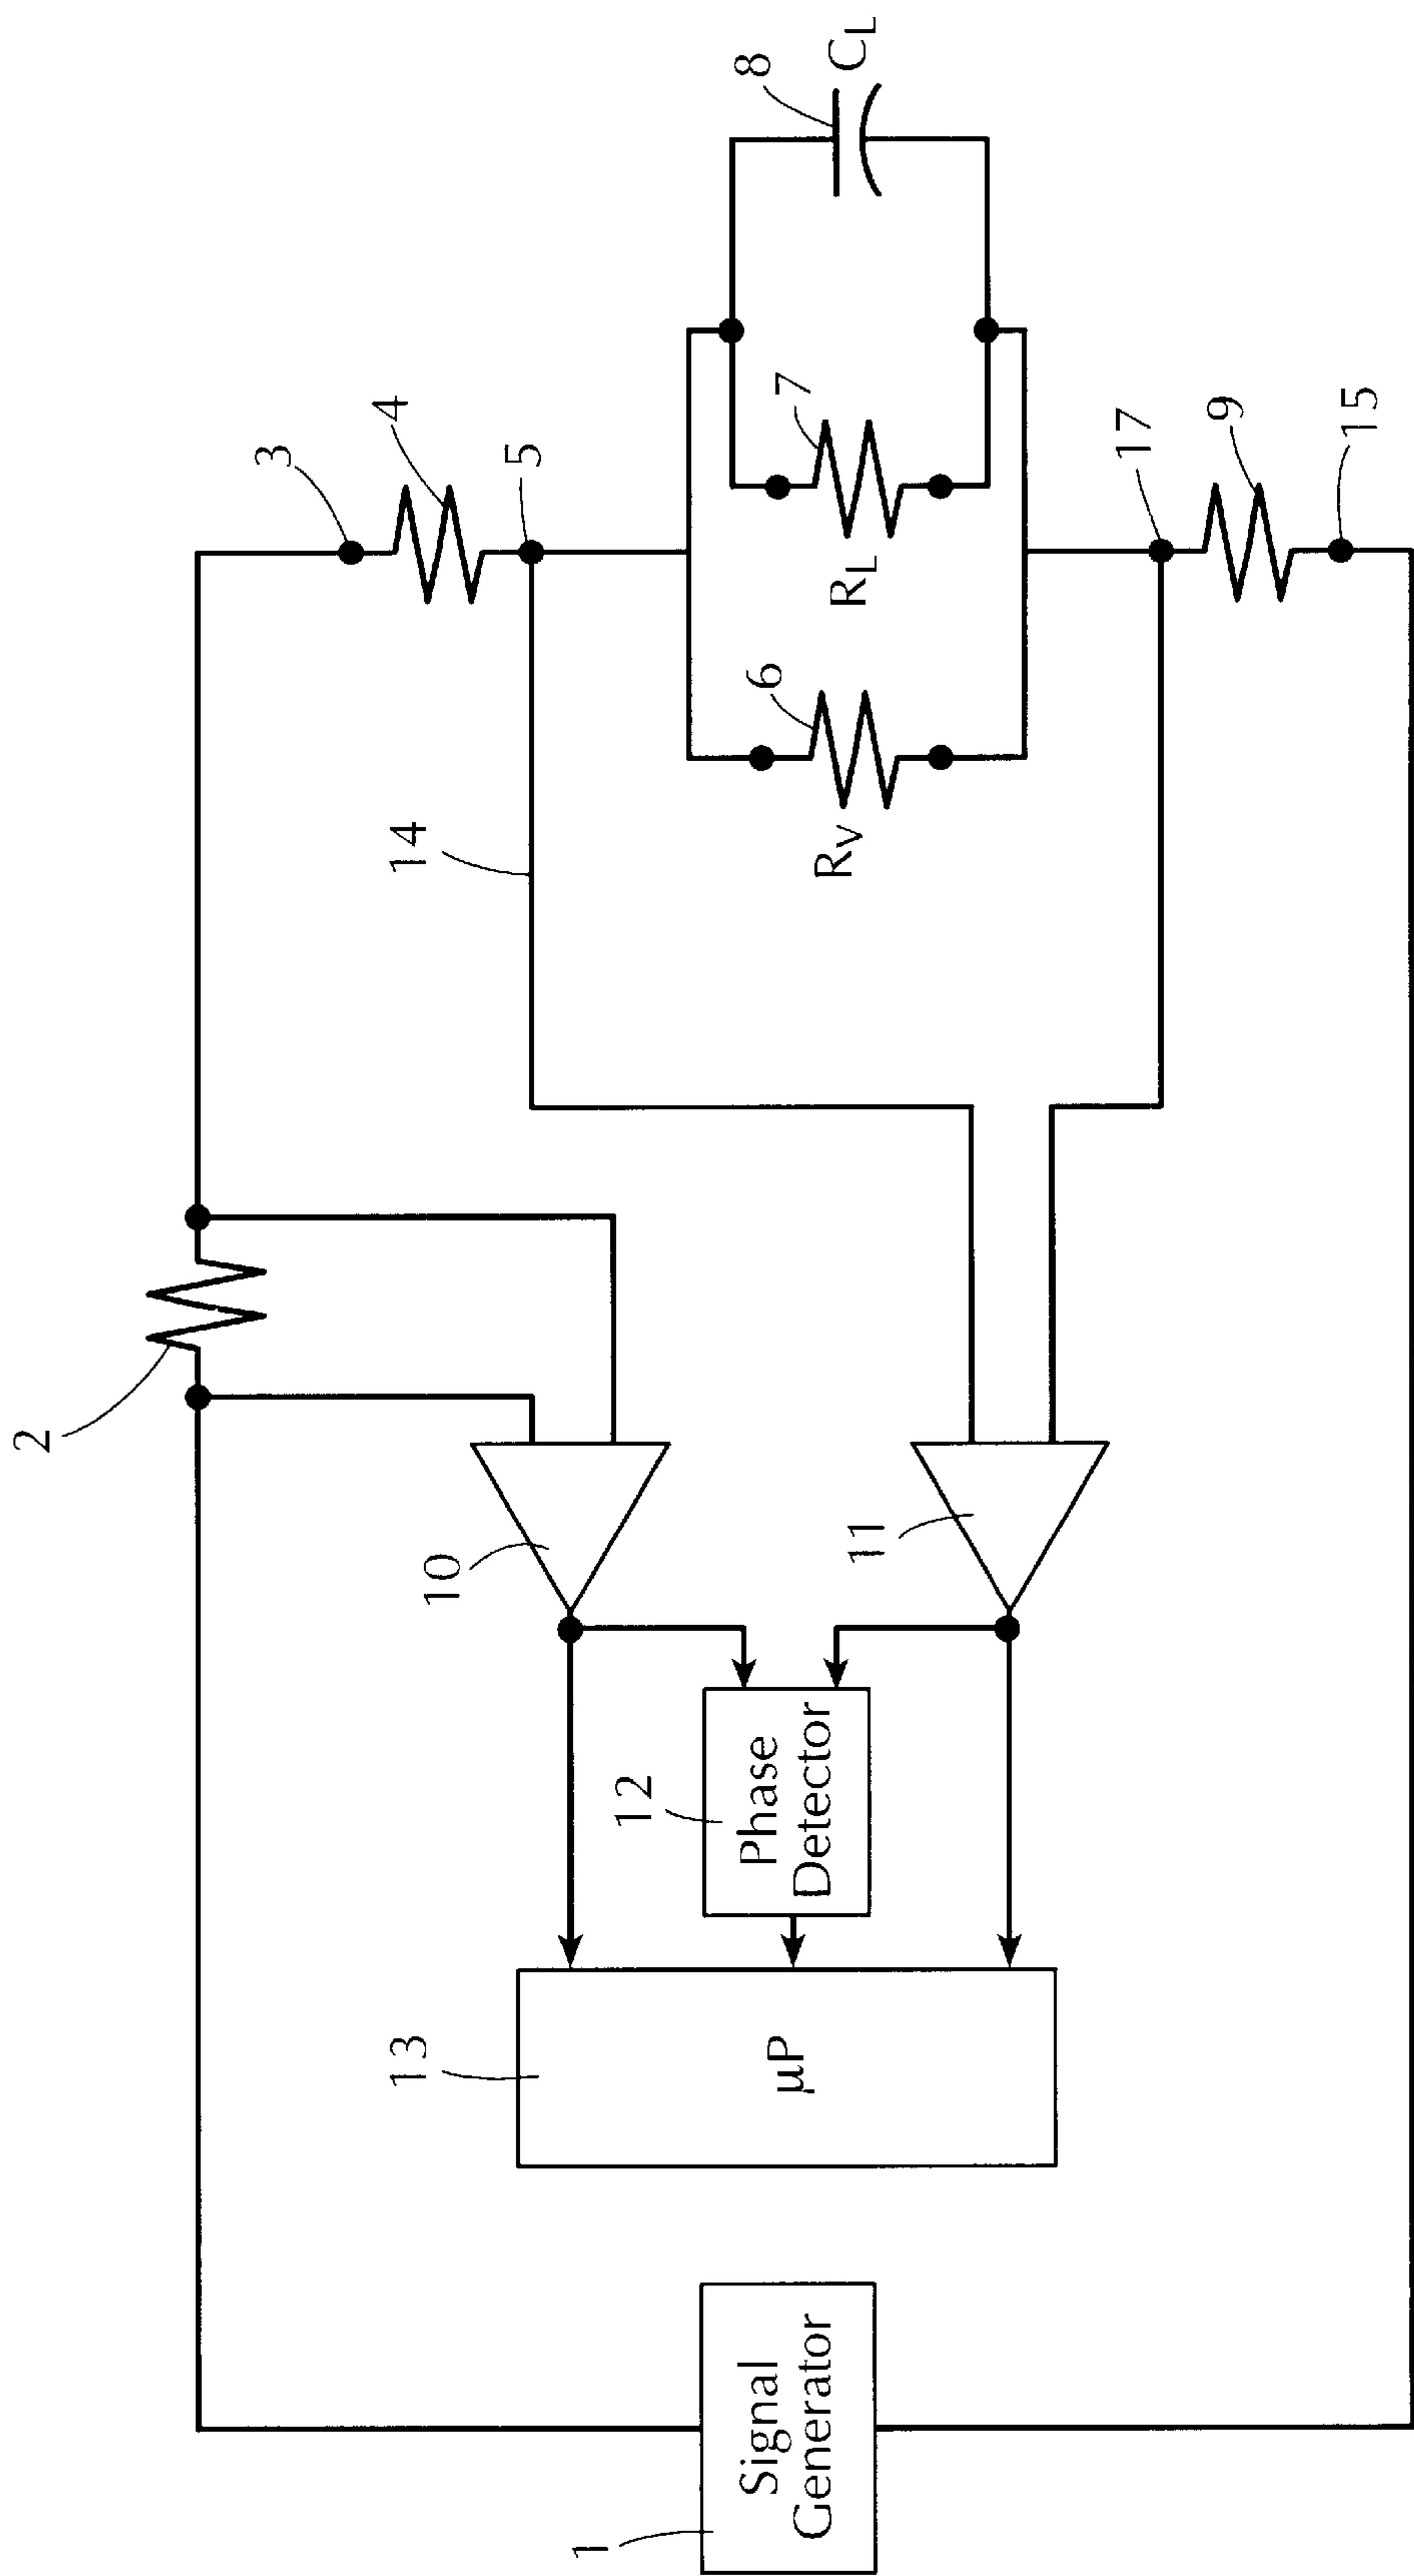 2
3
4
5
14
R_V
6
R_L
7
8
C_L
17
9
15
10
11
12
Phase
Detector
13
μP
1
Signal
Generator